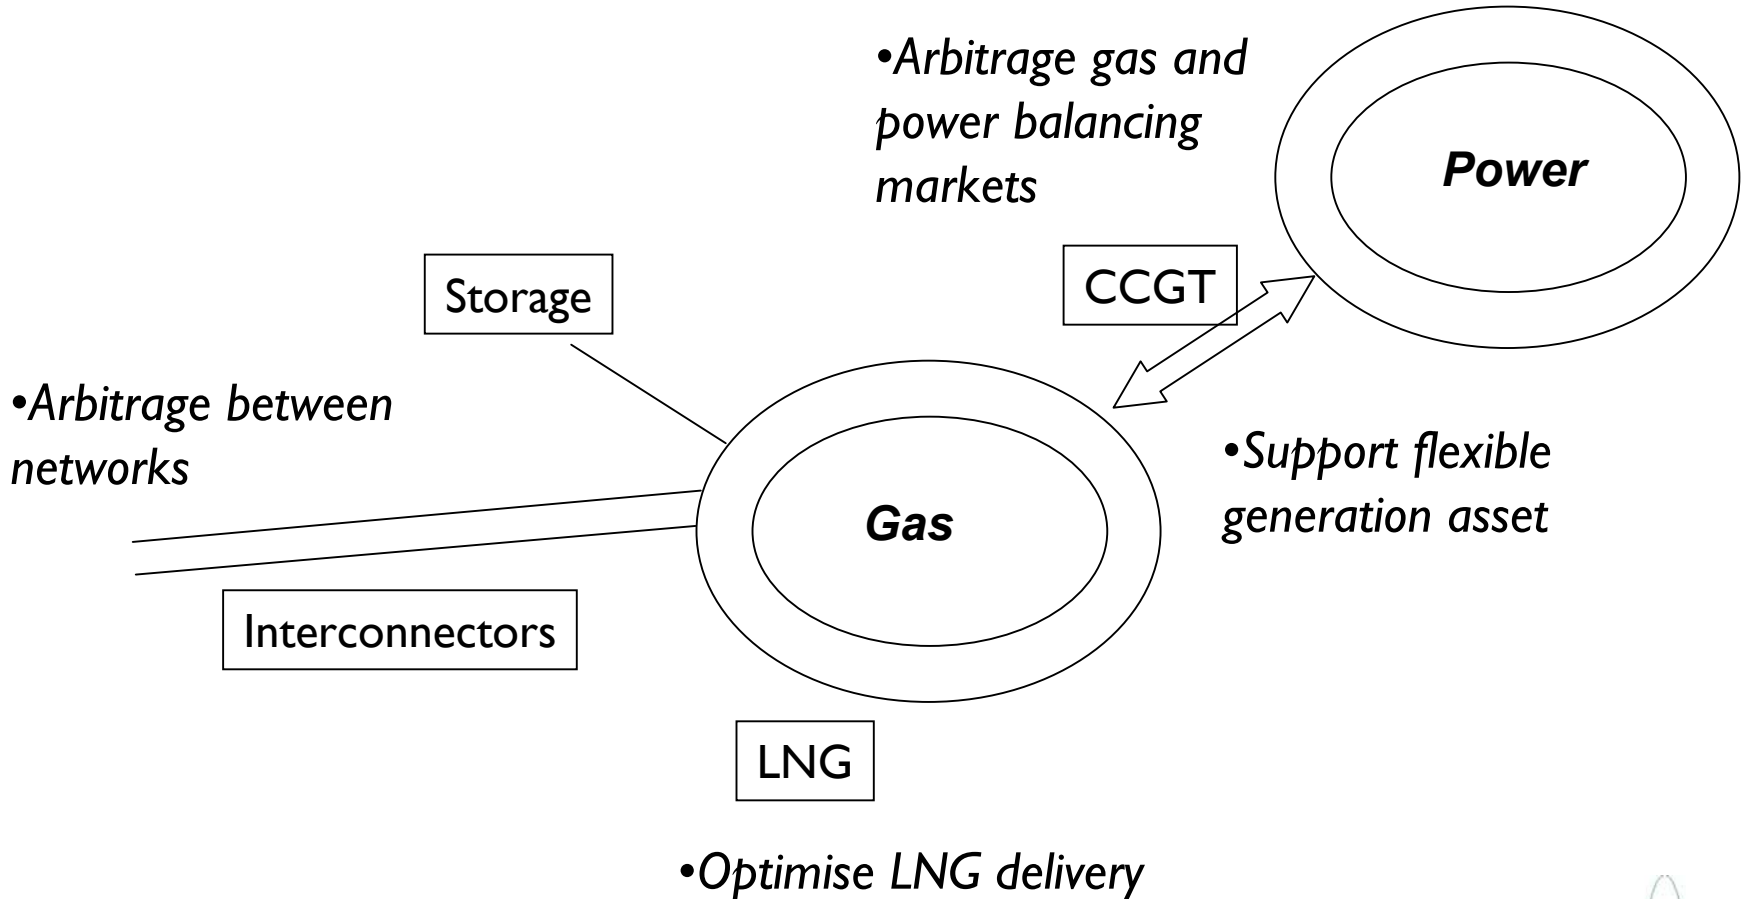 •Arbitrage gas and
power balancing
markets
Power
CCGT
Storage
•Arbitrage between
networks
•Support flexible
generation asset
Gas
Interconnectors
LNG
•Optimise LNG delivery